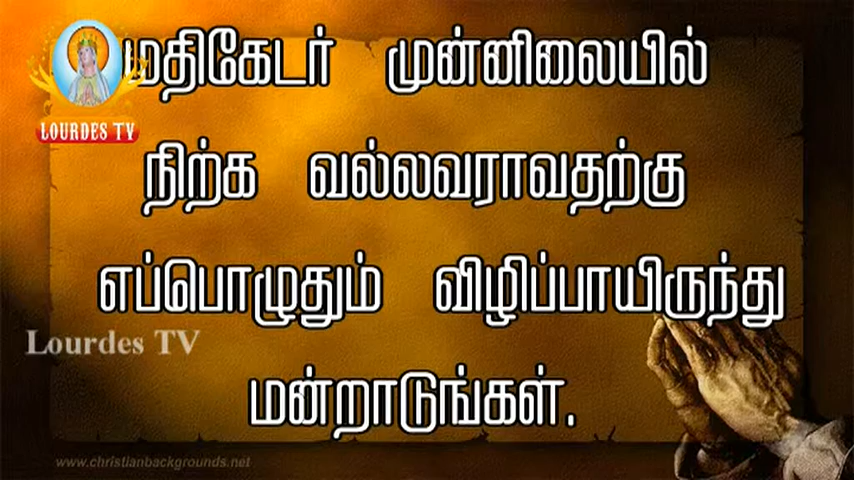 மதிகேடர் முன்னிலையில்
LOURDES TV
நிற்க வல்லவராவதற்கு
எப்பொழுதும் விழிப்பாயிருந்து
Lourdes TV
மன்றாடுங்கள்.
www.christianbackgrounds.net